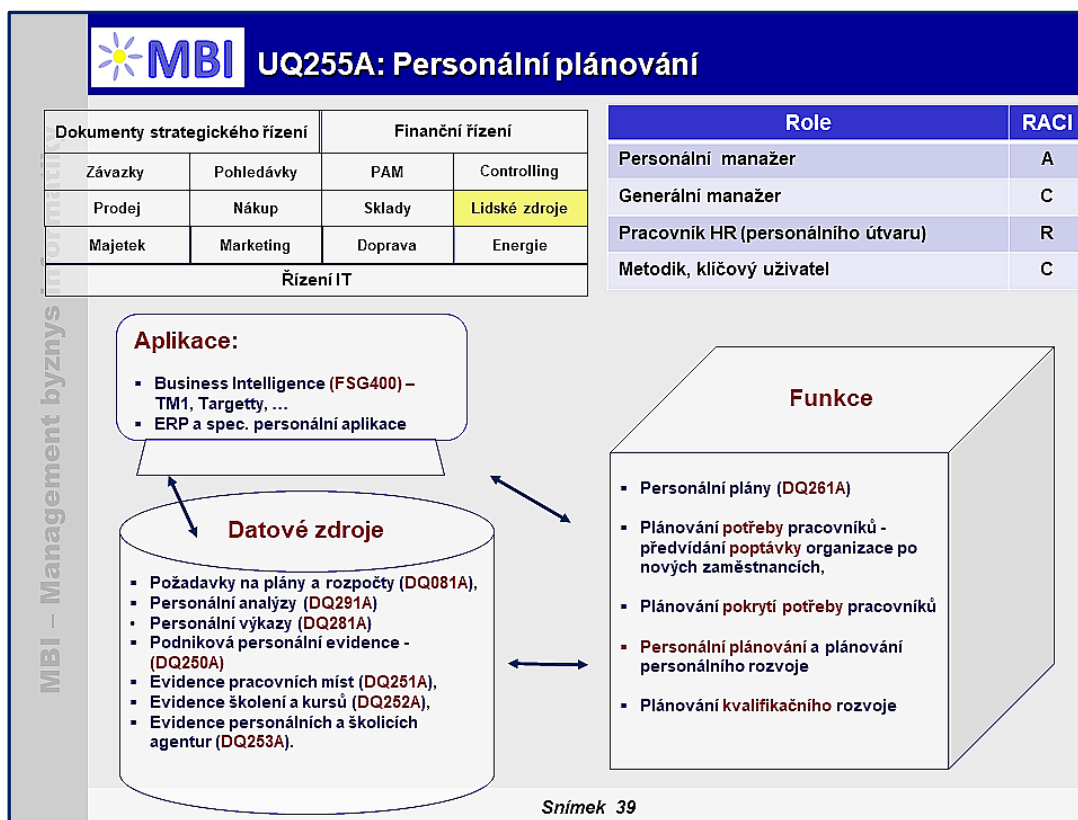 MBI
UQ255A: Personální plánování
MBI – Management byznys informatiky
Dokumenty strategického řízení
Finanční řízení
Závazky
Pohledávky
PAM
Controlling
Prodej
Nákup
Sklady
Lidské zdroje
Majetek
Marketing
Doprava
Energie
Řízení IT
Role
RACI
Personální manažer
A
Generální manažer
C
Pracovník HR (personálního útvaru)
R
Metodik, klíčový uživatel
C
Aplikace:
▪ Business Intelligence (FSG400) –
TM1, Targetty, ...
▪ ERP a spec. personální aplikace
Datové zdroje
▪ Požadavky na plány a rozpočty (DQ081A),
▪ Personální analýzy (DQ291A)
• Personální výkazy (DQ281A)
▪ Podniková personální evidence -
(DQ250A)
▪ Evidence pracovních míst (DQ251A),
▪ Evidence školení a kursů (DQ252A),
▪ Evidence personálních a školicích
agentur (DQ253A).
Funkce
▪ Personální plány (DQ261A)
▪ Plánování potřeby pracovníků -
předvídání poptávky organizace po
nových zaměstnancích,
▪ Plánování pokrytí potřeby pracovníků
▪ Personální plánování a plánování
personálního rozvoje
▪ Plánování kvalifikačního rozvoje
Snímek 39